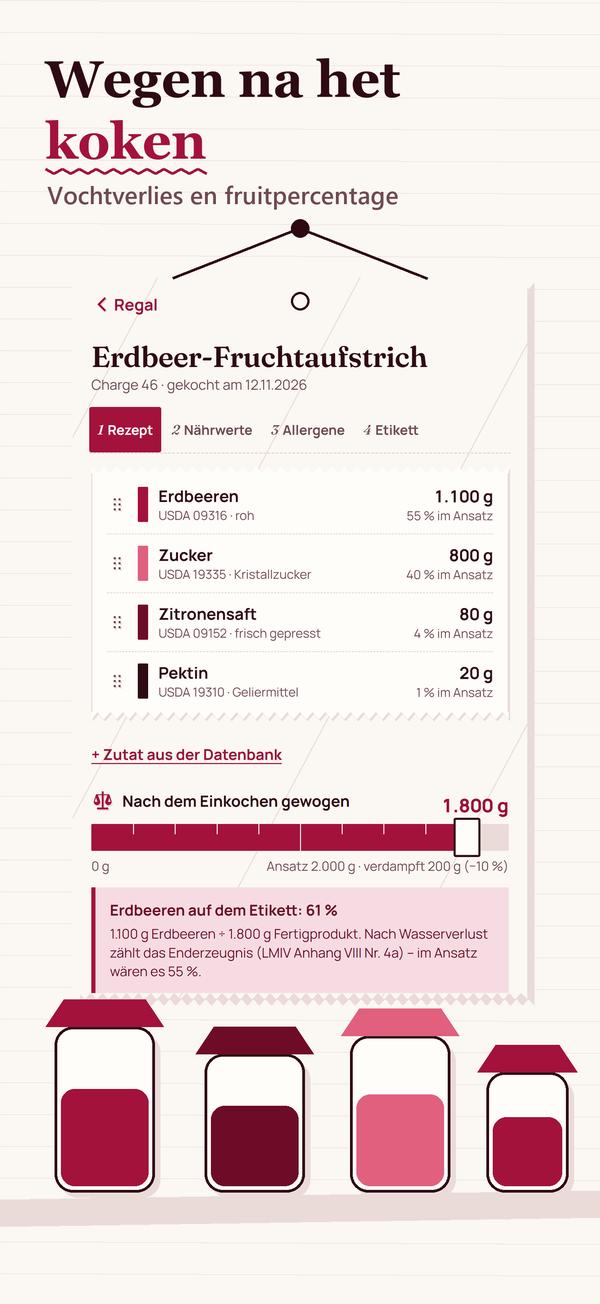 Wegen na het
koken
Vochtverlies en fruitpercentage
Regal
Erdbeer-Fruchtaufstrich
Charge 46 · gekocht am 12.11.2026
1 Rezept 2 Nährwerte 3 Allergene 4 Etikett
Erdbeeren 1.100 g
USDA 09316 · roh 55 % im Ansatz
Zucker 800 g
USDA 19335 · Kristallzucker 40 % im Ansatz
Zitronensaft 80 g
USDA 09152 · frisch gepresst 4 % im Ansatz
Pektin 20 g
USDA 19310 · Geliermittel 1 % im Ansatz
+ Zutat aus der Datenbank
Nach dem Einkochen gewogen 1.800 g
0 g Ansatz 2.000 g · verdampft 200 g (−10 %)
Erdbeeren auf dem Etikett: 61 %
1.100 g Erdbeeren ÷ 1.800 g Fertigprodukt. Nach Wasserverlust
zählt das Enderzeugnis (LMIV Anhang VIII Nr. 4a) – im Ansatz
wären es 55 %.